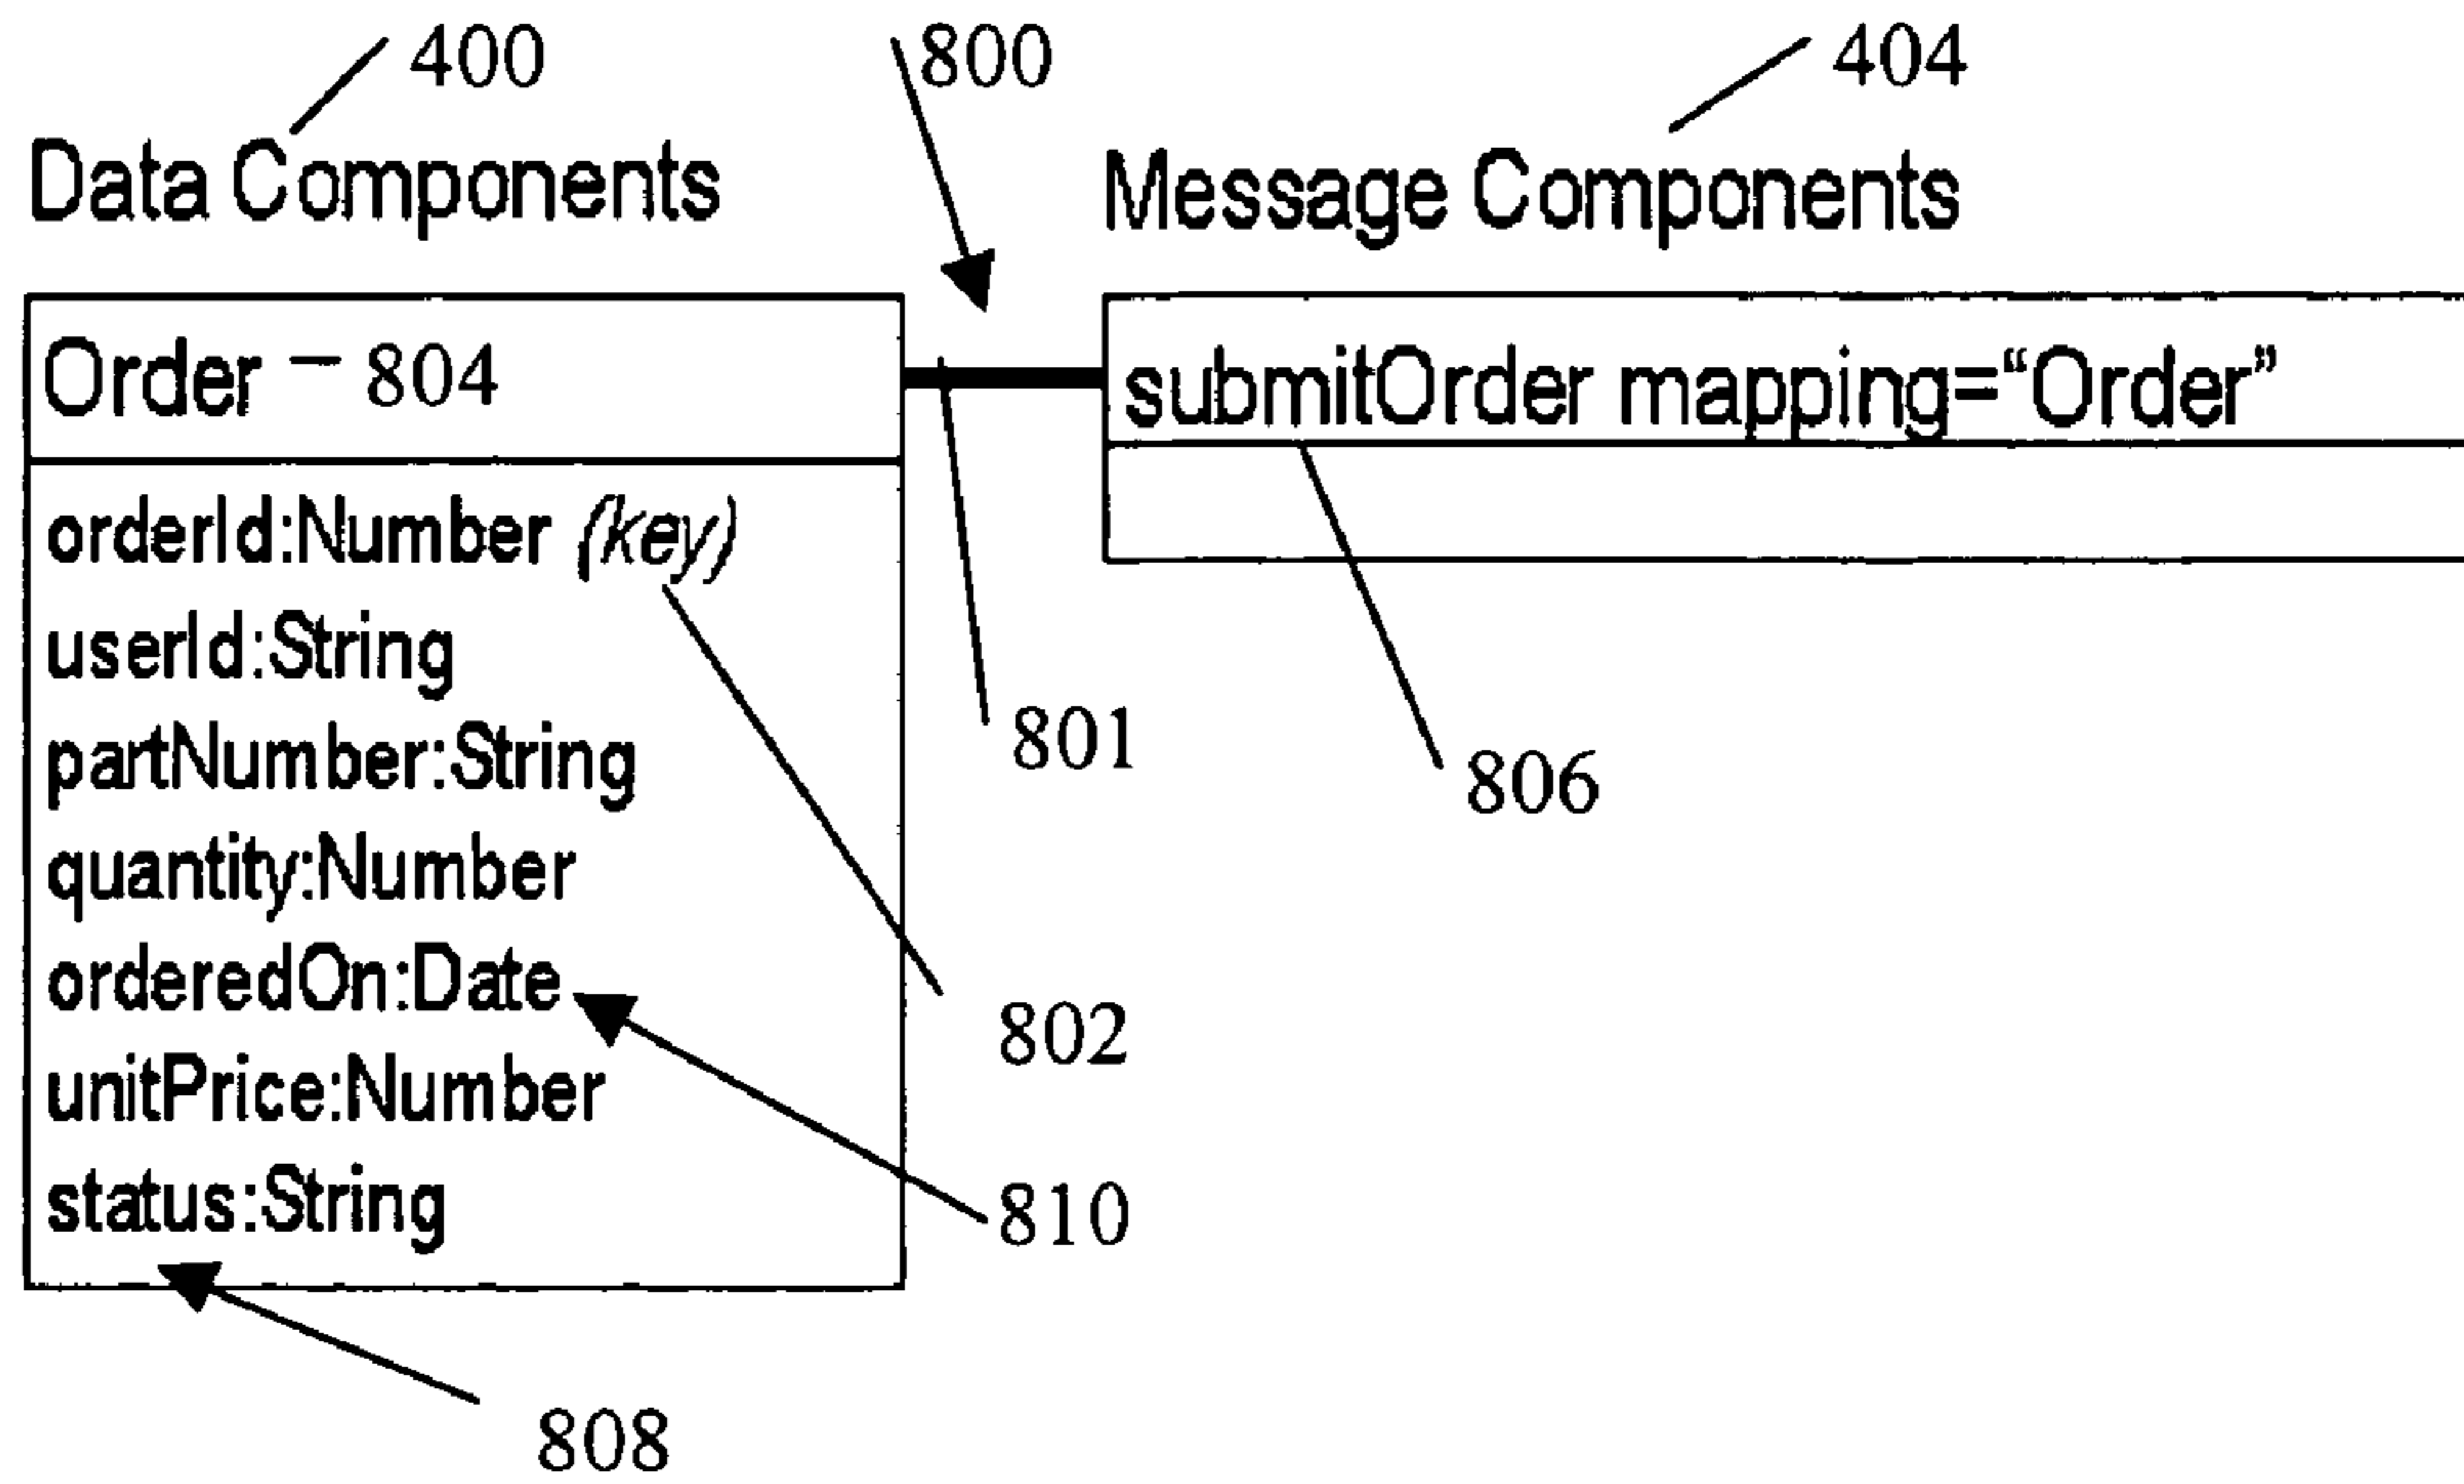 400 800 404
Data Components Message Components
Order – 804 submitOrder mapping=“Order”
orderId:Number (key)
userId:String
801
partNumber:String 806
quantity:Number
orderedOn:Date
802
unitPrice:Number
status:String 810
808